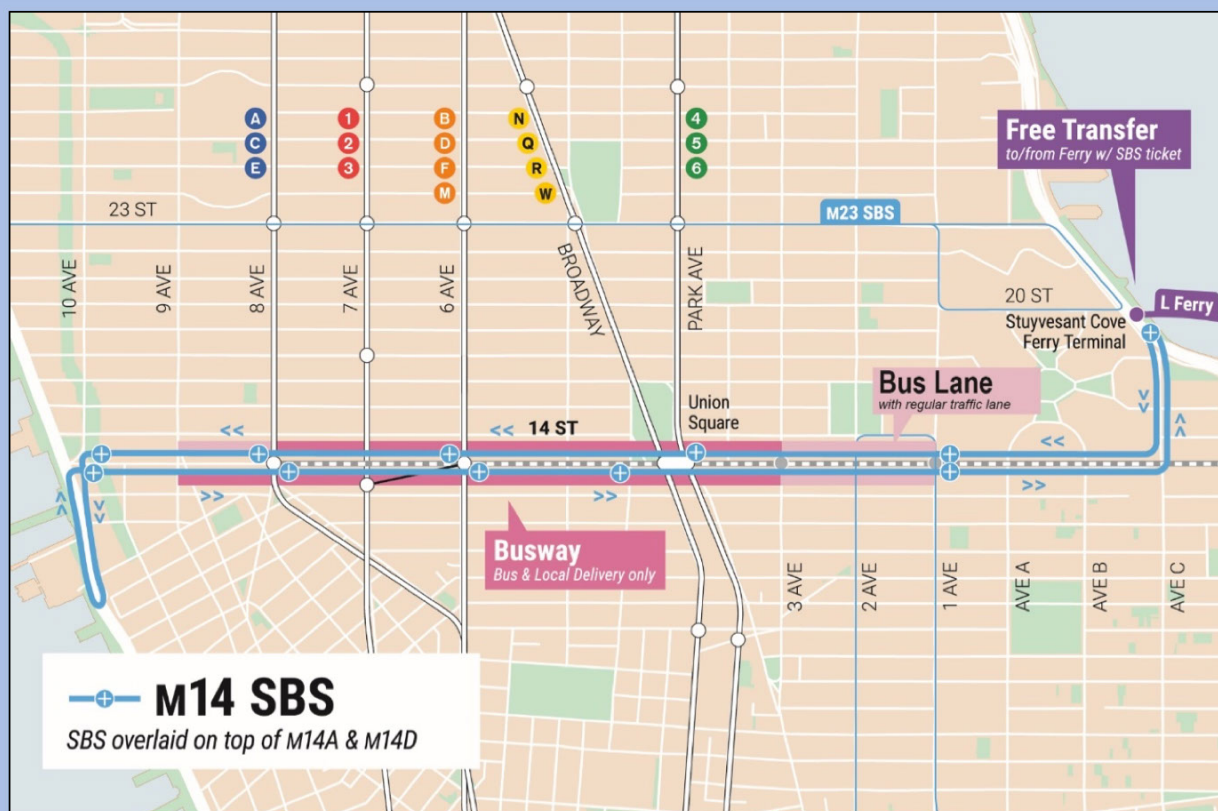 Free Transfer
to/from Ferry w/ SBS ticket
A
C
E
1
2
3
B
D
F
M
N
Q
R
W
4
5
6
23 ST
M23 SBS
10 AVE
9 AVE
8 AVE
7 AVE
6 AVE
BROADWAY
PARK AVE
20 ST
L Ferry
Stuyvesant Cove
Ferry Terminal
Bus Lane
with regular traffic lane
Union
Square
<<
<<
14 ST
<<
>>
>>
>>
Busway
Bus & Local Delivery only
3 AVE
2 AVE
1 AVE
AVE A
AVE B
AVE C
M14 SBS
SBS overlaid on top of M14A & M14D